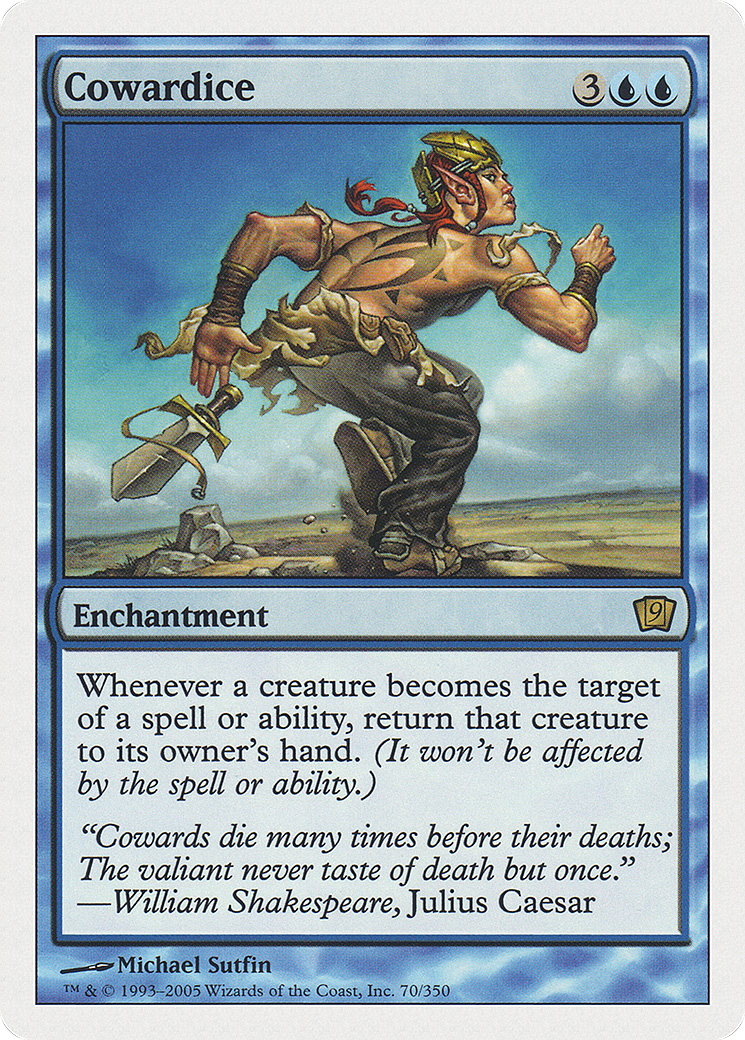 Cowardice 3
Enchantment 9
Whenever a creature becomes the target
of a spell or ability, return that creature
to its owner's hand. (It won't be affected
by the spell or ability.)
“Cowards die many times before their deaths;
The valiant never taste of death but once.”
—William Shakespeare, Julius Caesar
Michael Sutfin
™ & © 1993–2005 Wizards of the Coast, Inc. 70/350